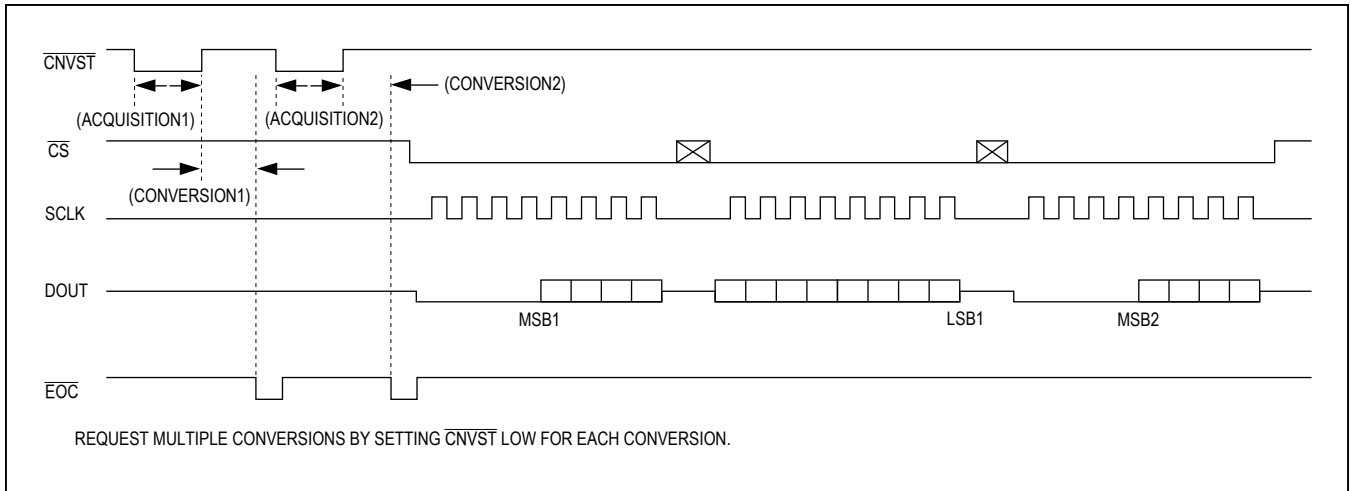 CNVST
(CONVERSION2)
(ACQUISITION1)
(ACQUISITION2)
CS
(CONVERSION1)
SCLK
DOUT
MSB1
LSB1
MSB2
EOC
REQUEST MULTIPLE CONVERSIONS BY SETTING CNVST LOW FOR EACH CONVERSION.